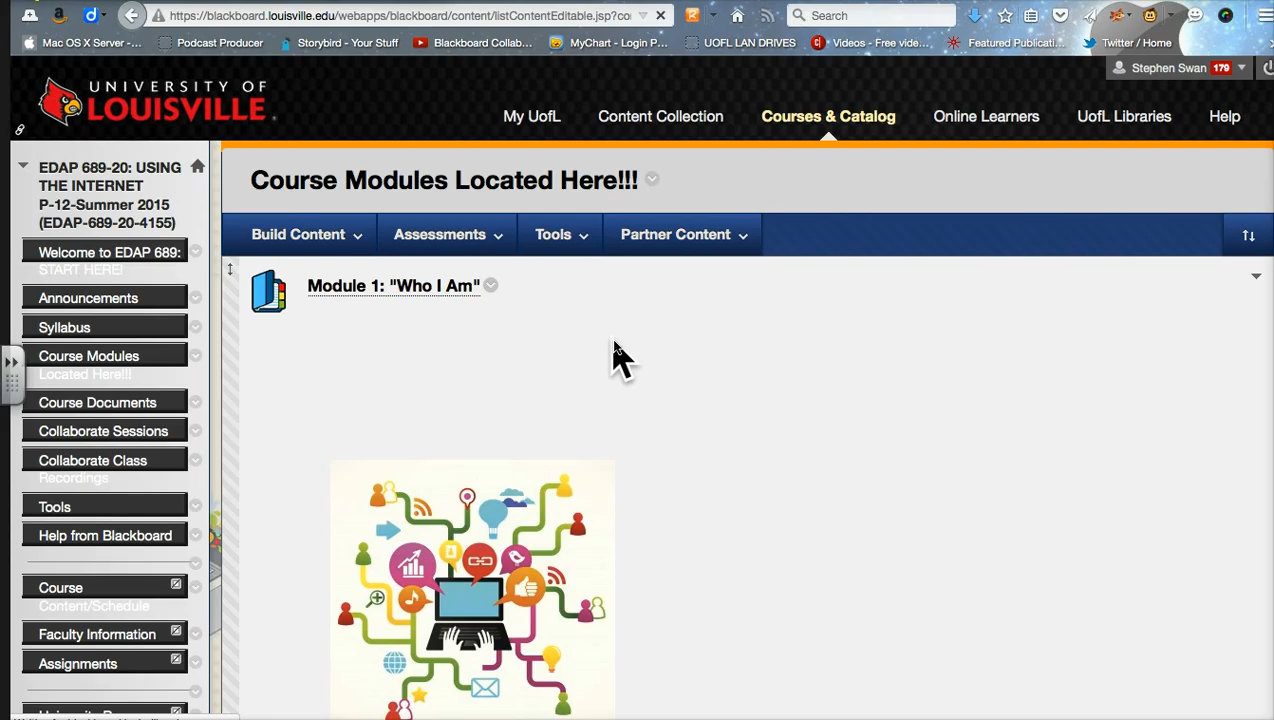 https://blackboard.louisville.edu/webapps/blackboard/content/listContentEditable.jsp?co
Search
Mac OS X Server -...
Podcast Producer
Storybird - Your Stuff
Blackboard Collab...
MyChart - Login P...
UOFL LAN DRIVES
Videos - Free vide...
Featured Publicati...
Twitter / Home
UNIVERSITY OF
LOUISVILLE
Stephen Swan 179
My UofL
Content Collection
Courses & Catalog
Online Learners
UofL Libraries
Help
EDAP 689-20: USING
THE INTERNET
P-12-Summer 2015
(EDAP-689-20-4155)
Welcome to EDAP 689:
START HERE!
Announcements
Syllabus
Course Modules
Located Here!!!
Course Documents
Collaborate Sessions
Collaborate Class
Recordings
Tools
Help from Blackboard
Course
Content/Schedule
Faculty Information
Assignments
Course Modules Located Here!!!
Build Content
Assessments
Tools
Partner Content
Module 1: "Who I Am"